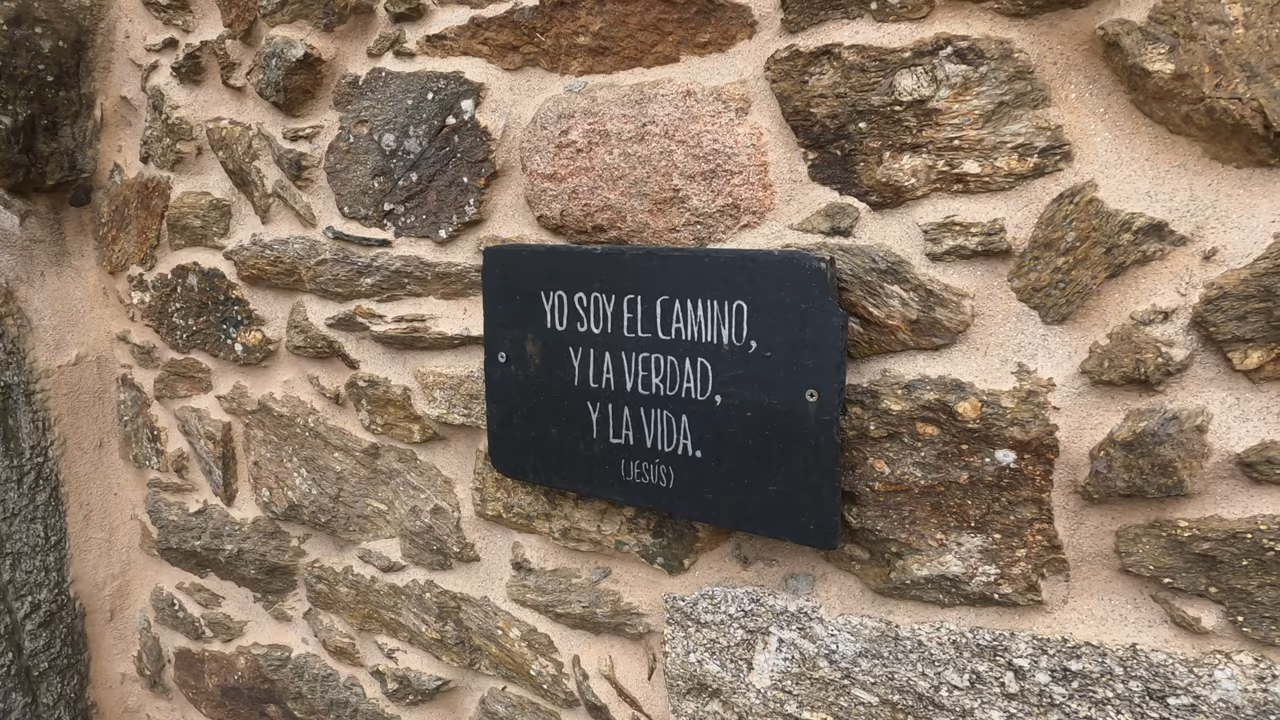 YO SOY EL CAMINO,
Y LA VERDAD,
Y LA VIDA.
(JESÚS)